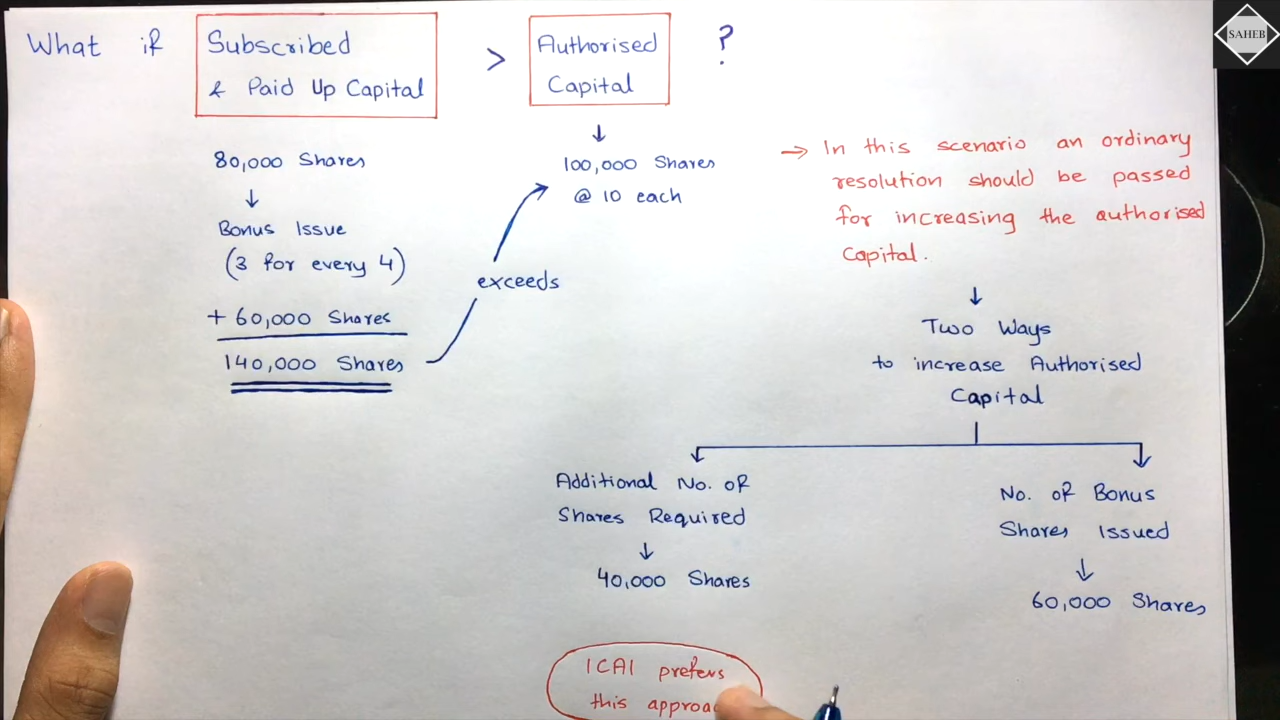 What if Subscribed & Paid Up Capital > Authorised Capital ?
80,000 Shares
↓
Bonus Issue
(3 for every 4)
+ 60,000 Shares
140,000 Shares
exceeds
↓
100,000 Shares
@ 10 each
→ In this scenario an ordinary
resolution should be passed
for increasing the authorised
Capital.
↓
Two Ways
to increase Authorised
Capital
Additional No. of
Shares Required
↓
40,000 Shares
ICAI prefers
this
No. of Bonus
Shares Issued
↓
60,000 Shares
SAHEB